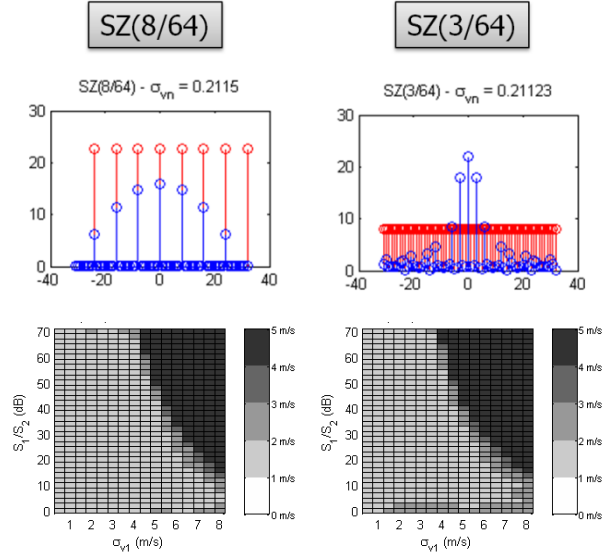 SZ(8/64)
SZ(3/64)
SZ(8/64) - σvn = 0.2115
30
20
10
0
-40
-20
0
20
40
SZ(3/64) - σvn = 0.21123
30
20
10
0
-40
-20
0
20
40
S1/S2 (dB)
70
60
50
40
30
20
10
0
1 2 3 4 5 6 7 8
σv1 (m/s)
5 m/s
4 m/s
3 m/s
2 m/s
1 m/s
0 m/s
S1/S2 (dB)
70
60
50
40
30
20
10
0
1 2 3 4 5 6 7 8
σv1 (m/s)
5 m/s
4 m/s
3 m/s
2 m/s
1 m/s
0 m/s